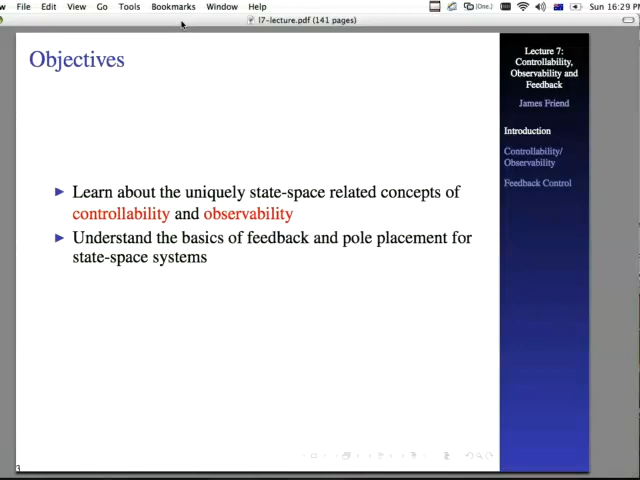 File Edit View Go Tools Bookmarks Window Help (One.) Sun 16:29
l7-lecture.pdf (141 pages)
Objectives
Learn about the uniquely state-space related concepts of
controllability and observability
Understand the basics of feedback and pole placement for
state-space systems
Lecture 7:
Controllability,
Observability and
Feedback
James Friend
Introduction
Controllability/
Observability
Feedback Control
3